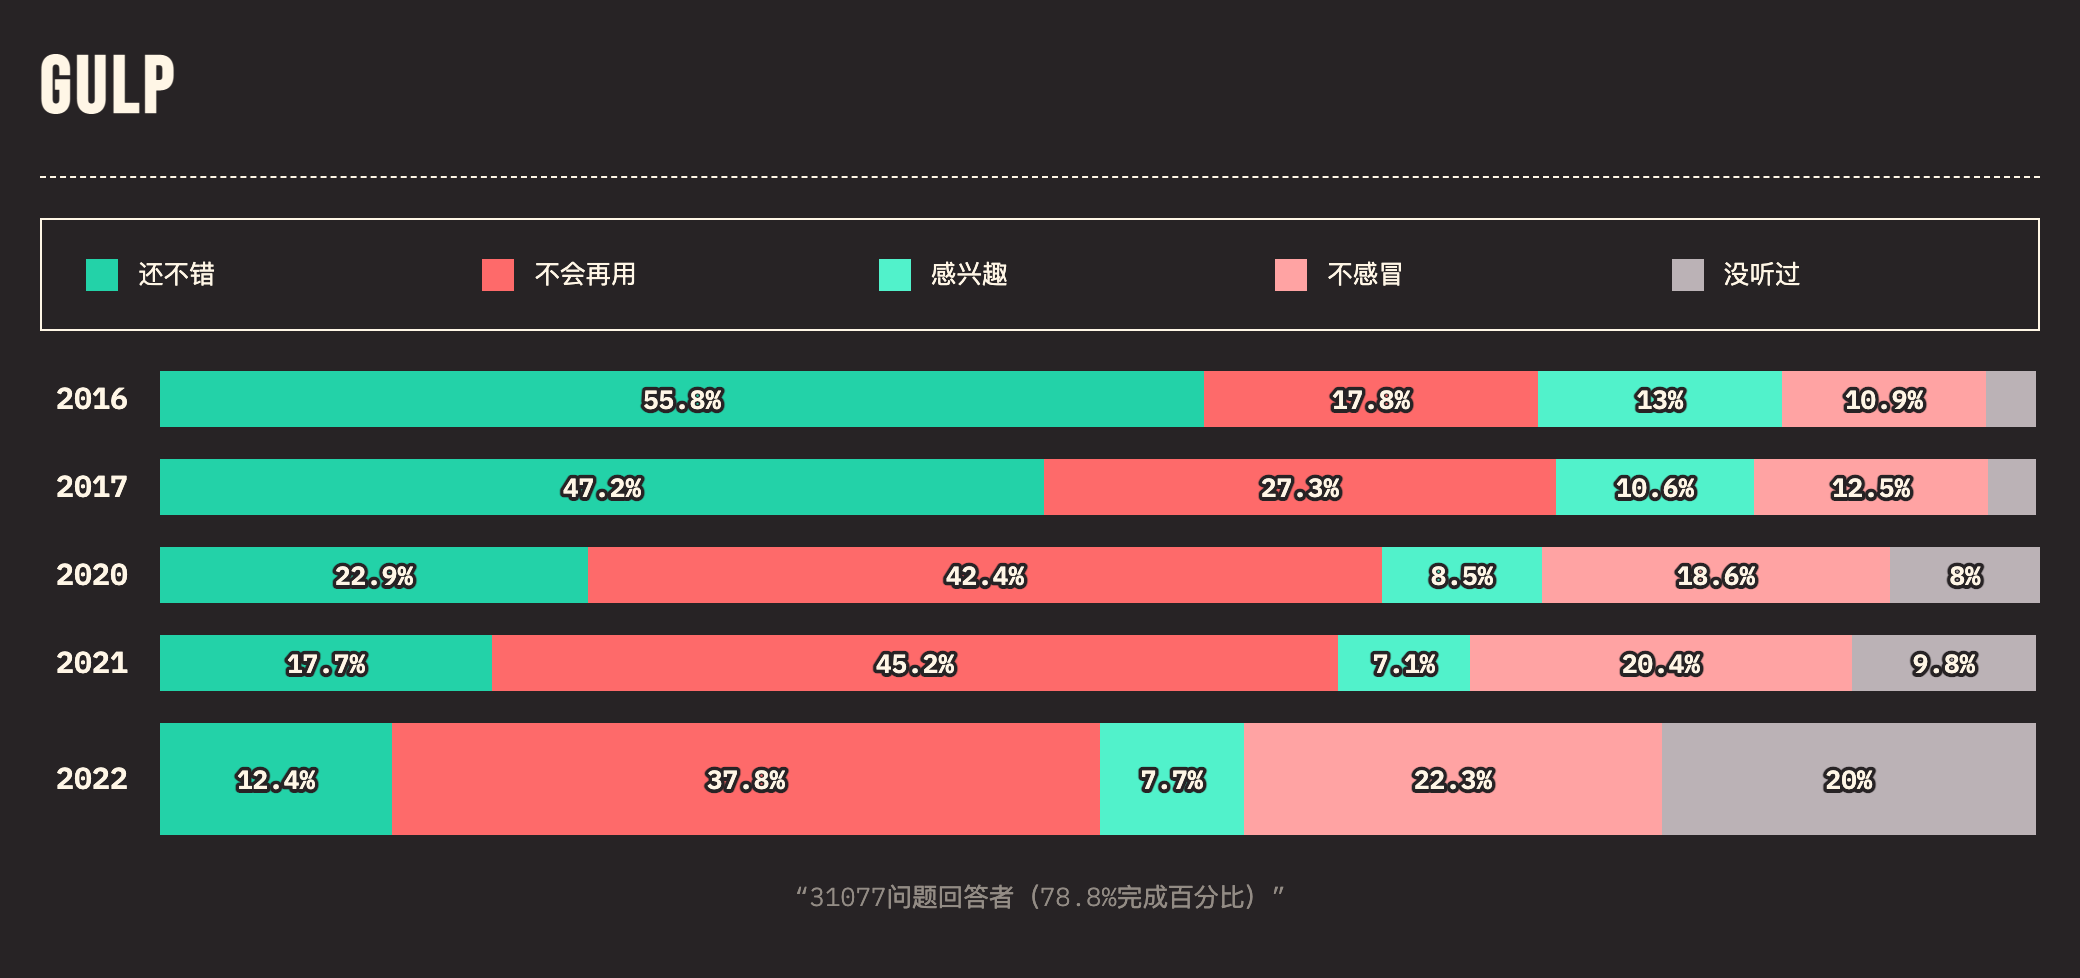 GULP
还不错 不会再用 感兴趣 不感冒 没听过
2016 55.8% 17.8% 13% 10.9%
2017 47.2% 27.3% 10.6% 12.5%
2020 22.9% 42.4% 8.5% 18.6% 8%
2021 17.7% 45.2% 7.1% 20.4% 9.8%
2022 12.4% 37.8% 7.7% 22.3% 20%
“31077问题回答者（78.8%完成百分比）”